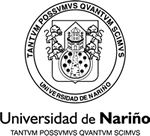 TANTVM POSSVMVS QVANTVM SCIMVS
UNIVERSIDAD DE NARIÑO
Universidad de Nariño
TANTVM POSSVMVS QVANTVM SCIMVS